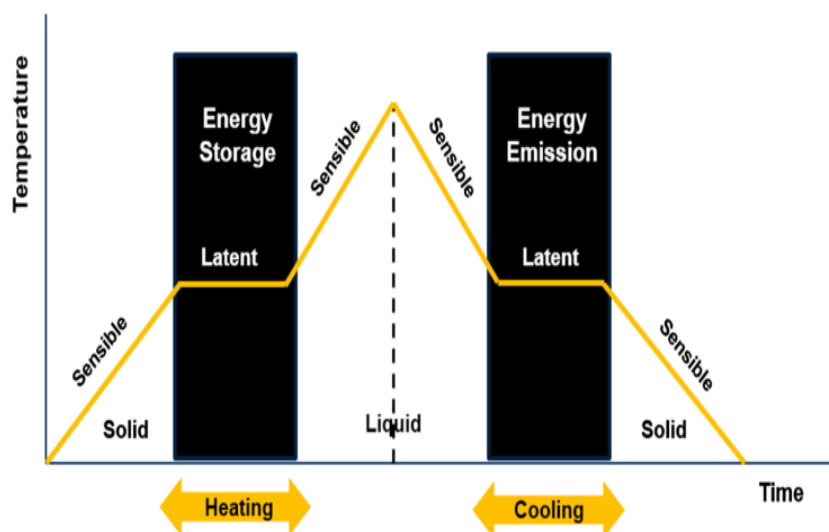 Temperature
Energy
Storage
Energy
Emission
Sensible
Sensible
Latent
Latent
Sensible
Sensible
Solid
Liquid
Solid
Heating
Cooling
Time